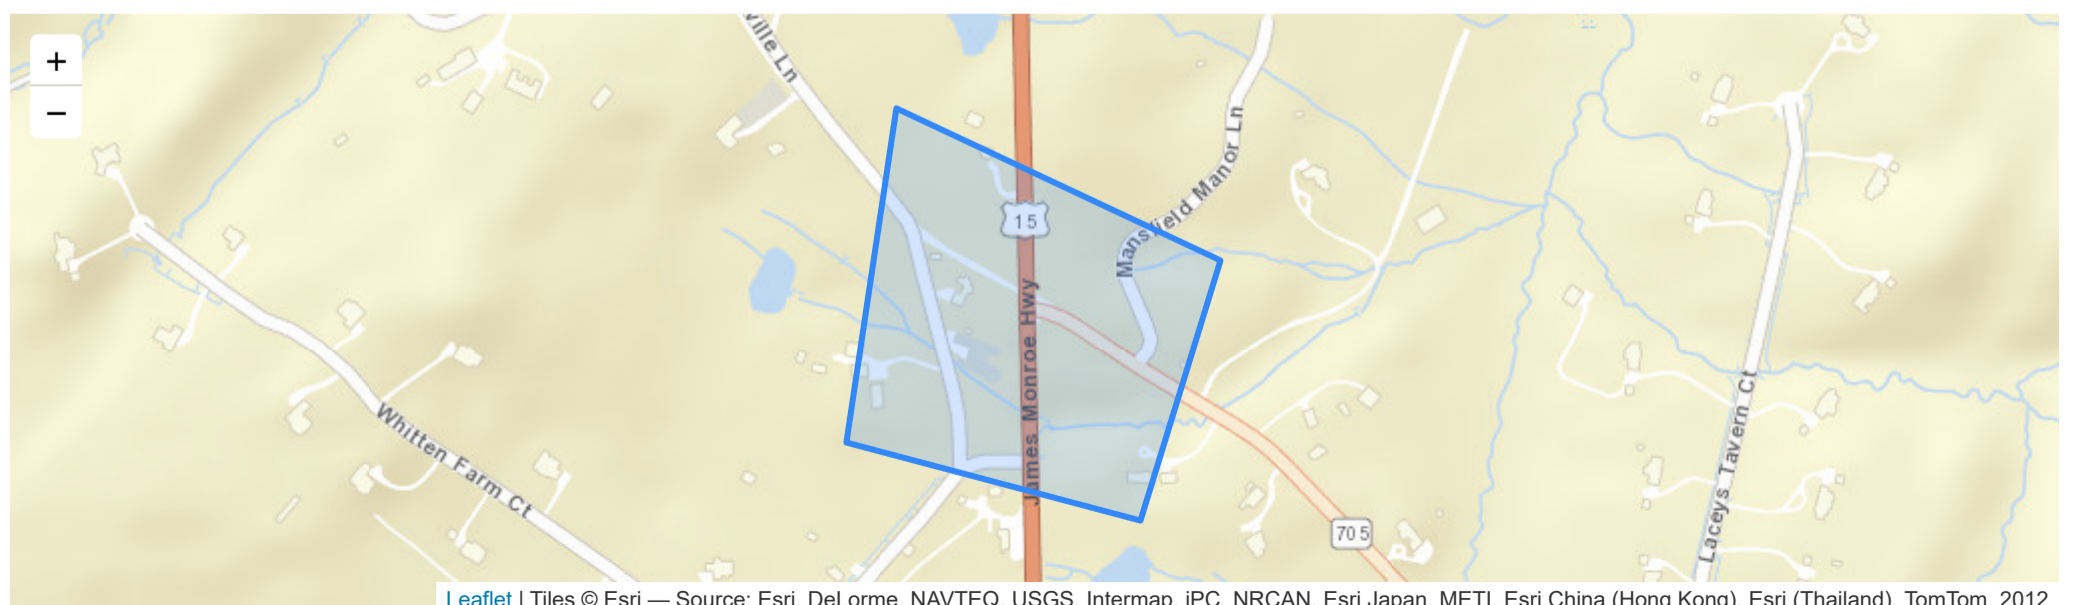 +
−
ville Ln
15
Mansfield Manor Ln
James Monroe Hwy
Whitten Farm Ct
Laceys Tavern Ct
705
Leaflet | Tiles © Esri — Source: Esri, DeLorme, NAVTEQ, USGS, Intermap, iPC, NRCAN, Esri Japan, METI, Esri China (Hong Kong), Esri (Thailand), TomTom, 2012